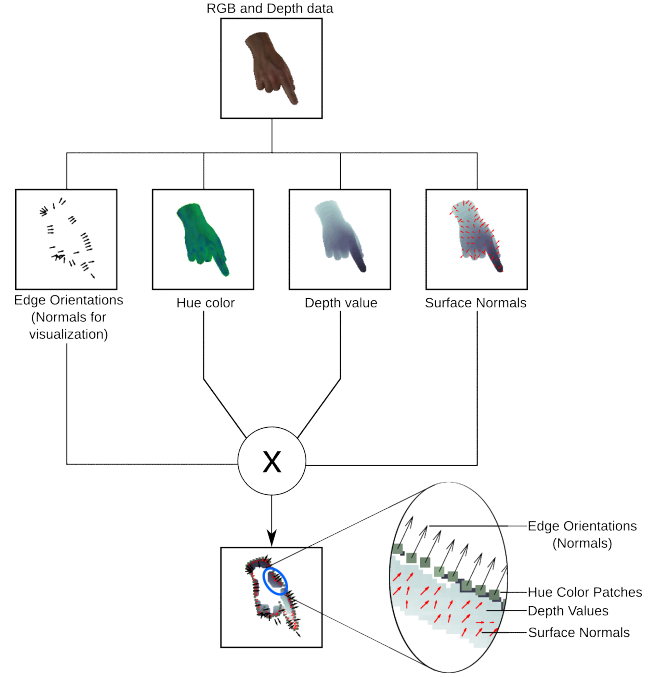 RGB and Depth data
Edge Orientations
(Normals for
visualization)
Hue color
Depth value
Surface Normals
X
Edge Orientations
(Normals)
Hue Color Patches
Depth Values
Surface Normals